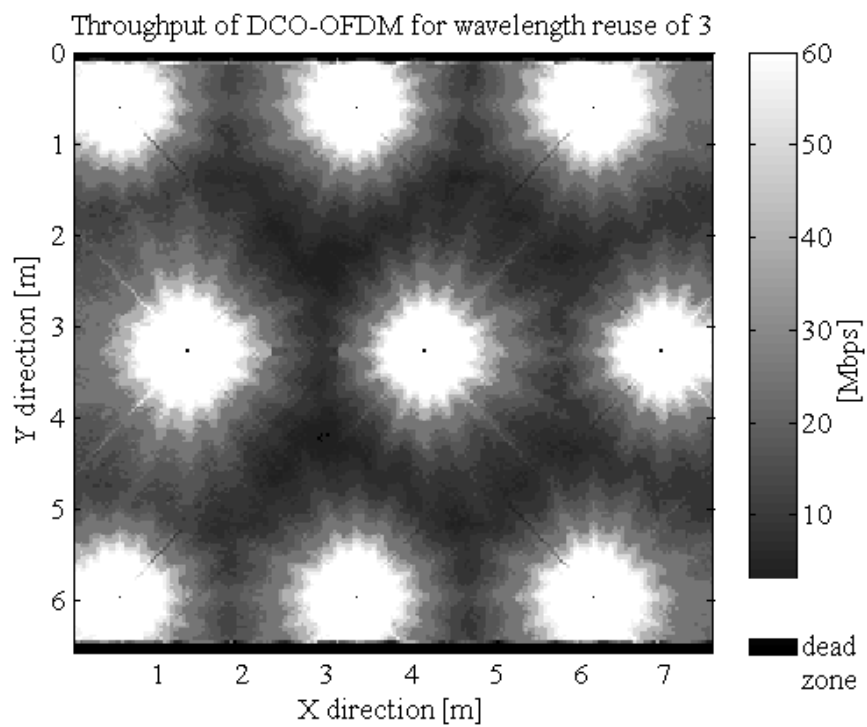 Throughput of DCO-OFDM for wavelength reuse of 3
0
1
2
3
4
5
6
Y direction [m]
1 2 3 4 5 6 7
X direction [m]
60
50
40
30
20
10
[Mbps]
dead
zone